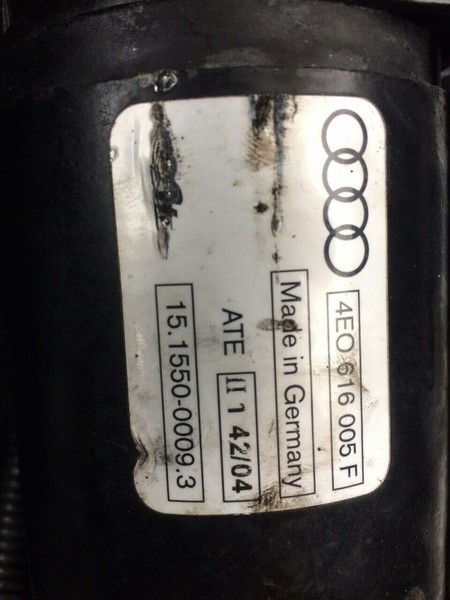 4E0 616 005 F
Made in Germany
ATE II 1 42/04
15.1550-0009.3